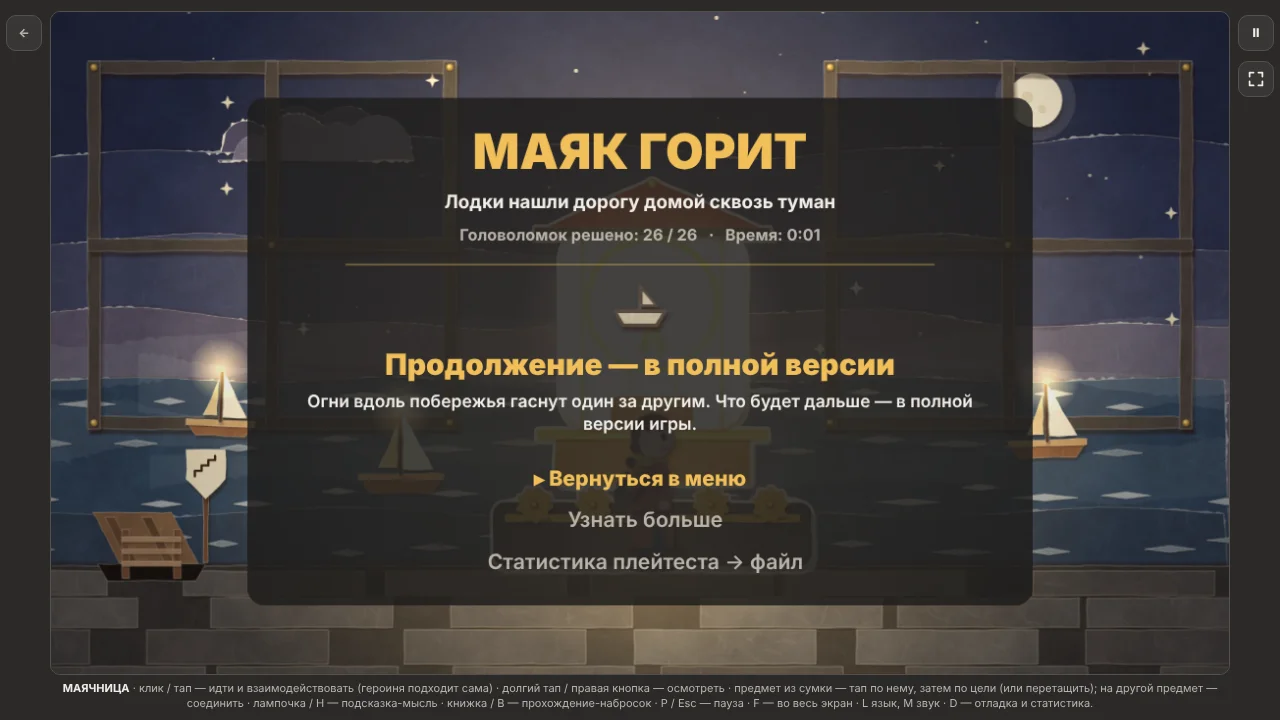 МАЯК ГОРИТ
Лодки нашли дорогу домой сквозь туман
Головоломок решено: 26 / 26 · Время: 0:01
Продолжение — в полной версии
Огни вдоль побережья гаснут один за другим. Что будет дальше — в полной
версии игры.
▸ Вернуться в меню
Узнать больше
Статистика плейтеста → файл
МАЯЧНИЦА · клик / тап — идти и взаимодействовать (героиня подходит сама) · долгий тап / правая кнопка — осмотреть · предмет из сумки — тап по нему, затем по цели (или перетащить); на другой предмет —
соединить · лампочка / H — подсказка-мысль · книжка / B — прохождение-набросок · P / Esc — пауза · F — во весь экран · L язык, M звук · D — отладка и статистика.